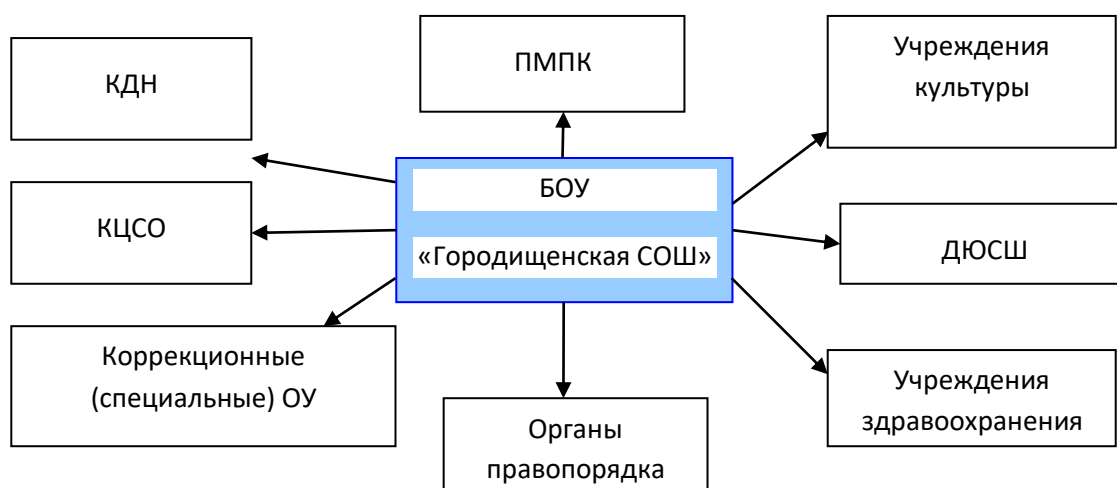 КДН
ПМПК
Учреждения
культуры
БОУ
«Городищенская СОШ»
КЦСО
ДЮСШ
Коррекционные
(специальные) ОУ
Органы
правопорядка
Учреждения
здравоохранения